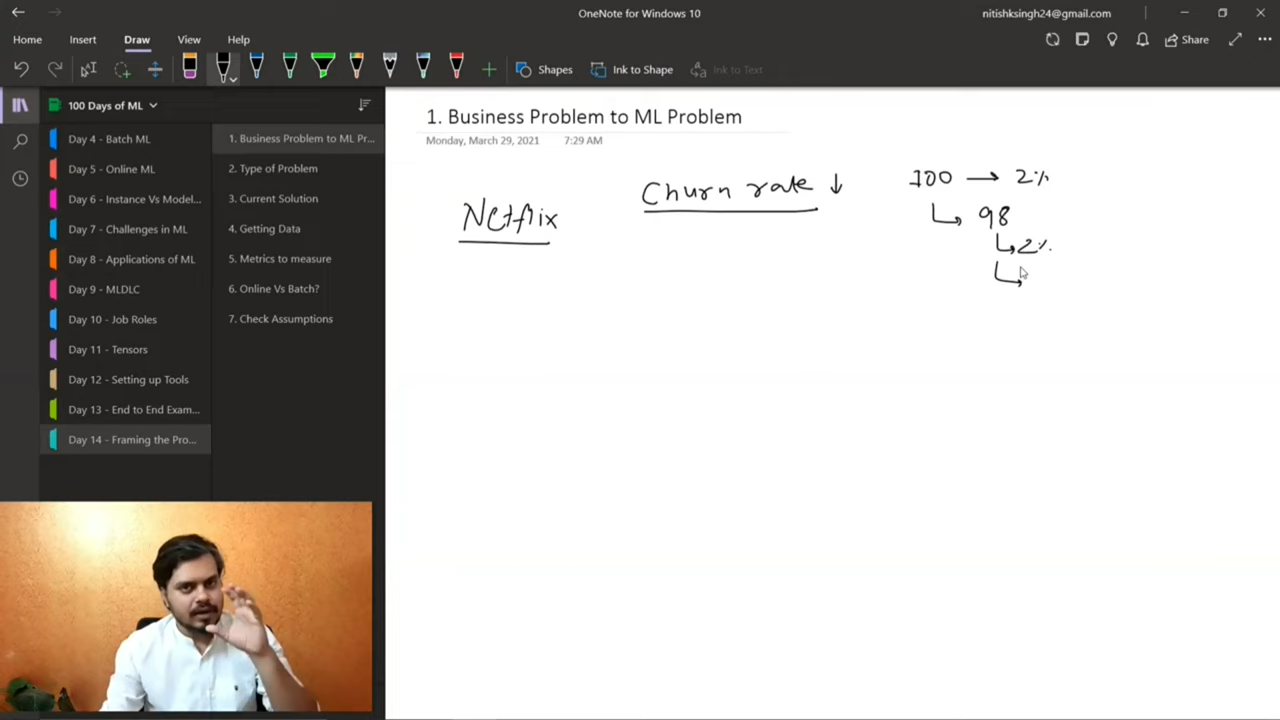 OneNote for Windows 10
nitishksingh24@gmail.com
Home
Insert
Draw
View
Help
Shapes
Ink to Shape
Ink to Text
Share
100 Days of ML
Day 4 - Batch ML
Day 5 - Online ML
Day 6 - Instance Vs Model...
Day 7 - Challenges in ML
Day 8 - Applications of ML
Day 9 - MLDLC
Day 10 - Job Roles
Day 11 - Tensors
Day 12 - Setting up Tools
Day 13 - End to End Exam...
Day 14 - Framing the Pro...
1. Business Problem to ML Pr...
2. Type of Problem
3. Current Solution
4. Getting Data
5. Metrics to measure
6. Online Vs Batch?
7. Check Assumptions
1. Business Problem to ML Problem
Monday, March 29, 2021 7:29 AM
Netflix
Churn rate ↓
100 → 2%
98
2%